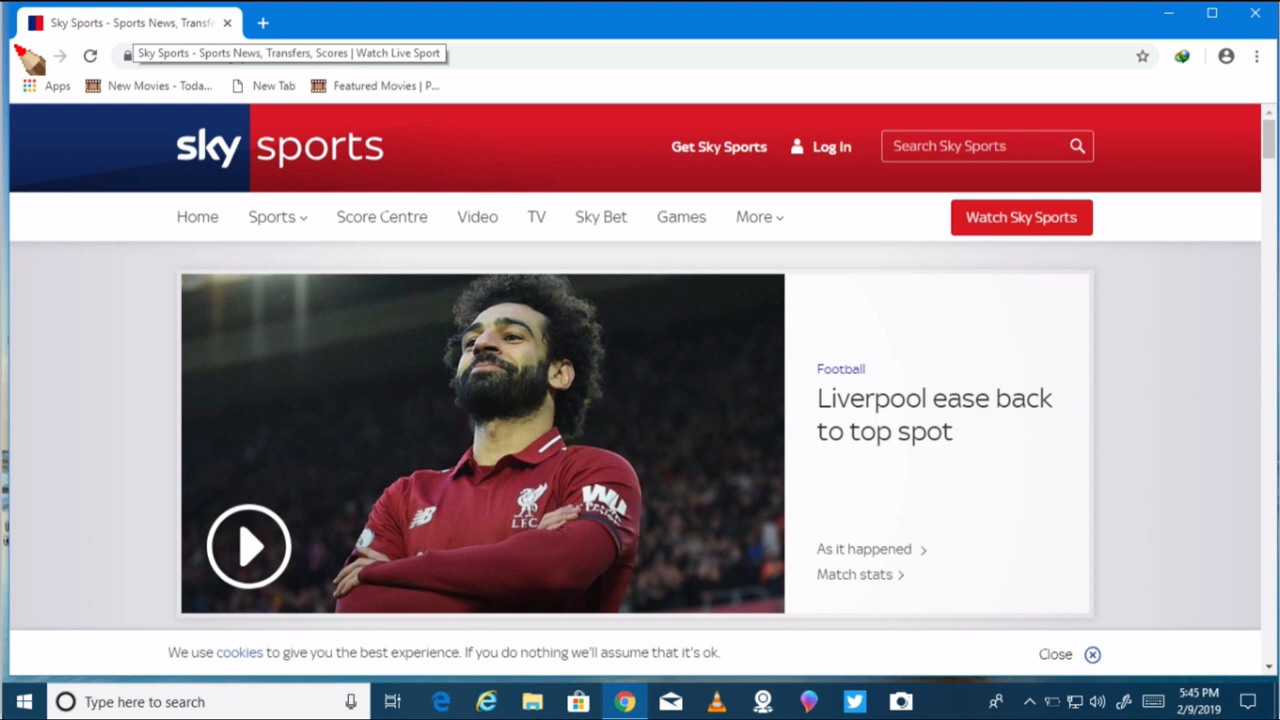 Sky Sports - Sports News, Transfe
Sky Sports - Sports News, Transfers, Scores | Watch Live Sport
Apps
New Movies - Toda...
New Tab
Featured Movies | P...
sky sports
Get Sky Sports
Log In
Search Sky Sports
Home
Sports
Score Centre
Video
TV
Sky Bet
Games
More
Watch Sky Sports
Football
Liverpool ease back
to top spot
LFC
As it happened
Match stats
We use cookies to give you the best experience. If you do nothing we'll assume that it's ok.
Close
Type here to search
5:45 PM
2/9/2019